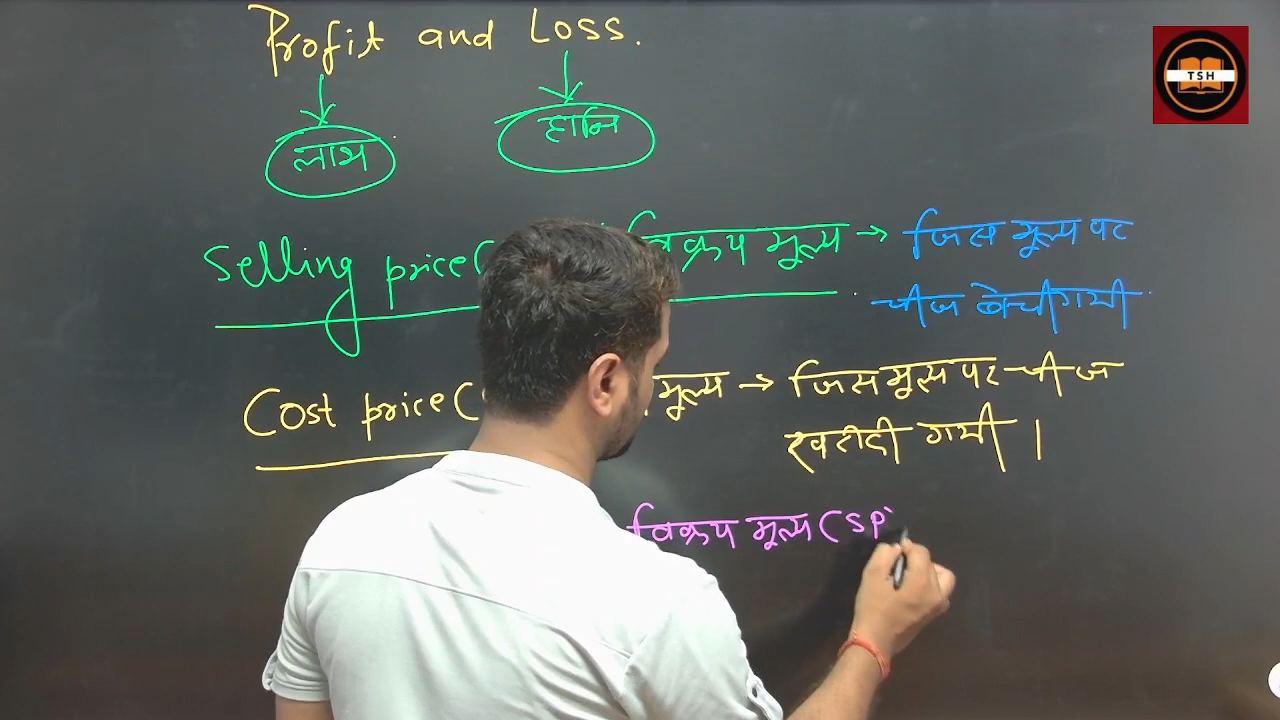 Profit and Loss.
लाभ हानि
Selling price( विक्रय मूल्य → जिस मूल्य पर
चीज बेची गयी
Cost price( मूल्य → जिस मूल्य पर चीज
खरीदी गयी ।
विक्रय मूल्य (SP)
TSH